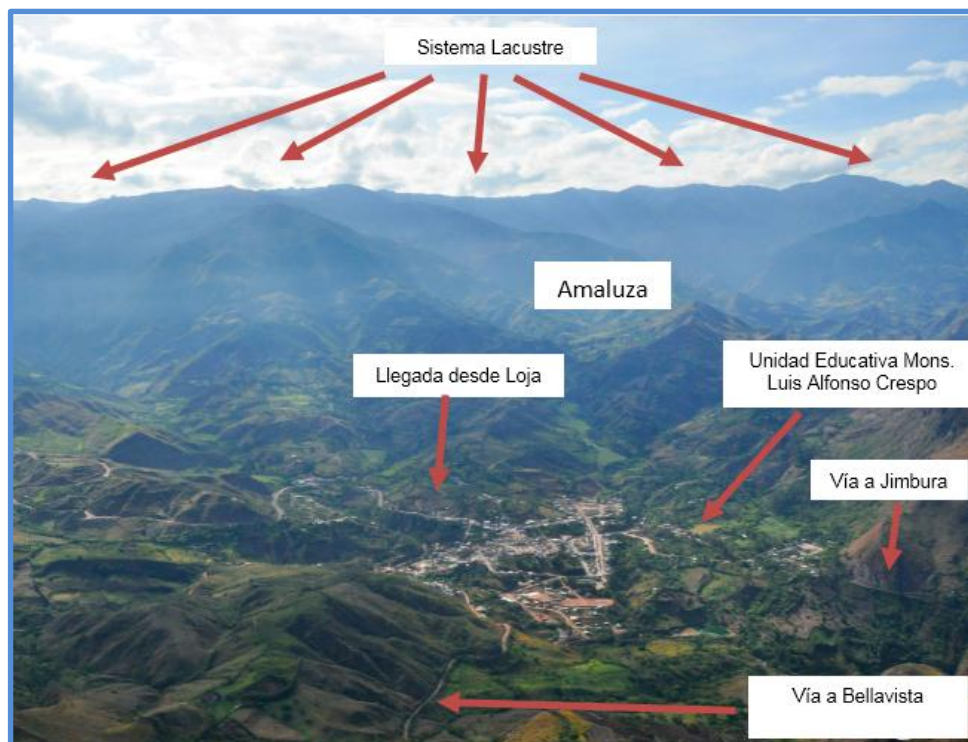 Sistema Lacustre
Amaluza
Llegada desde Loja
Unidad Educativa Mons.
Luis Alfonso Crespo
Vía a Jimbura
Vía a Bellavista